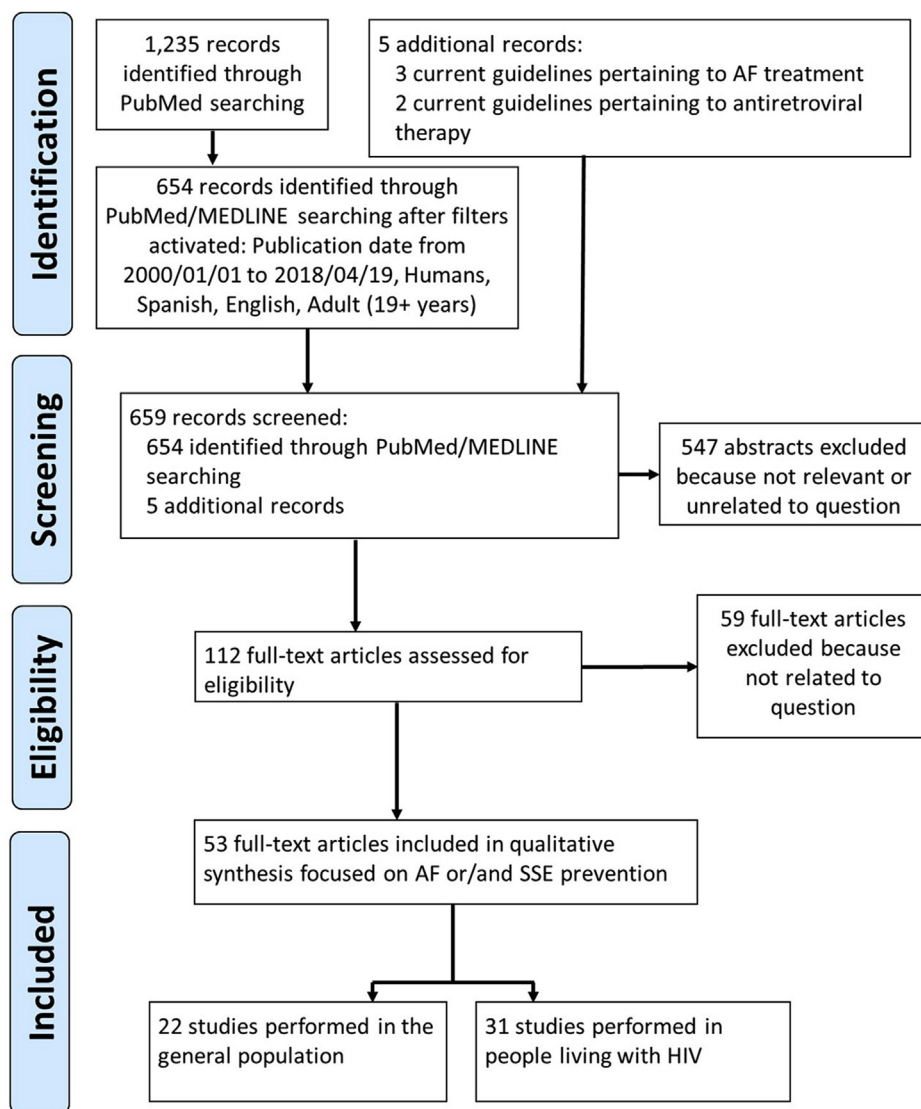 Identification
1,235 records
identified through
PubMed searching
5 additional records:
3 current guidelines pertaining to AF treatment
2 current guidelines pertaining to antiretroviral
therapy
654 records identified through
PubMed/MEDLINE searching after filters
activated: Publication date from
2000/01/01 to 2018/04/19, Humans,
Spanish, English, Adult (19+ years)
Screening
659 records screened:
654 identified through PubMed/MEDLINE
searching
5 additional records
547 abstracts excluded
because not relevant or
unrelated to question
Eligibility
112 full-text articles assessed for
eligibility
59 full-text articles
excluded because
not related to
question
Included
53 full-text articles included in qualitative
synthesis focused on AF or/and SSE prevention
22 studies performed in the
general population
31 studies performed in
people living with HIV